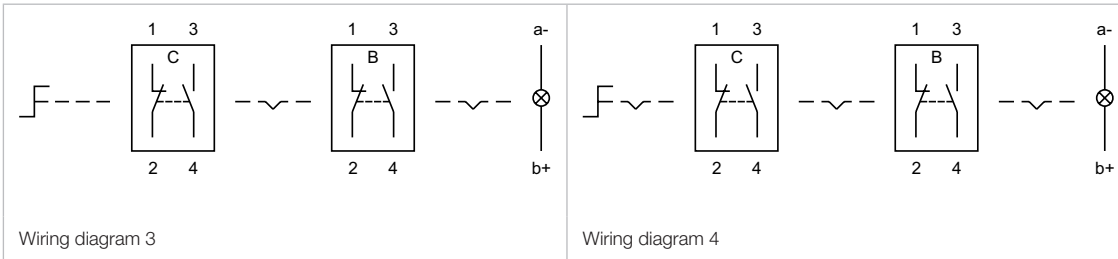 1 3 1 3 a-
C B
2 4 2 4 b+
Wiring diagram 3
1 3 1 3 a-
C B
2 4 2 4 b+
Wiring diagram 4